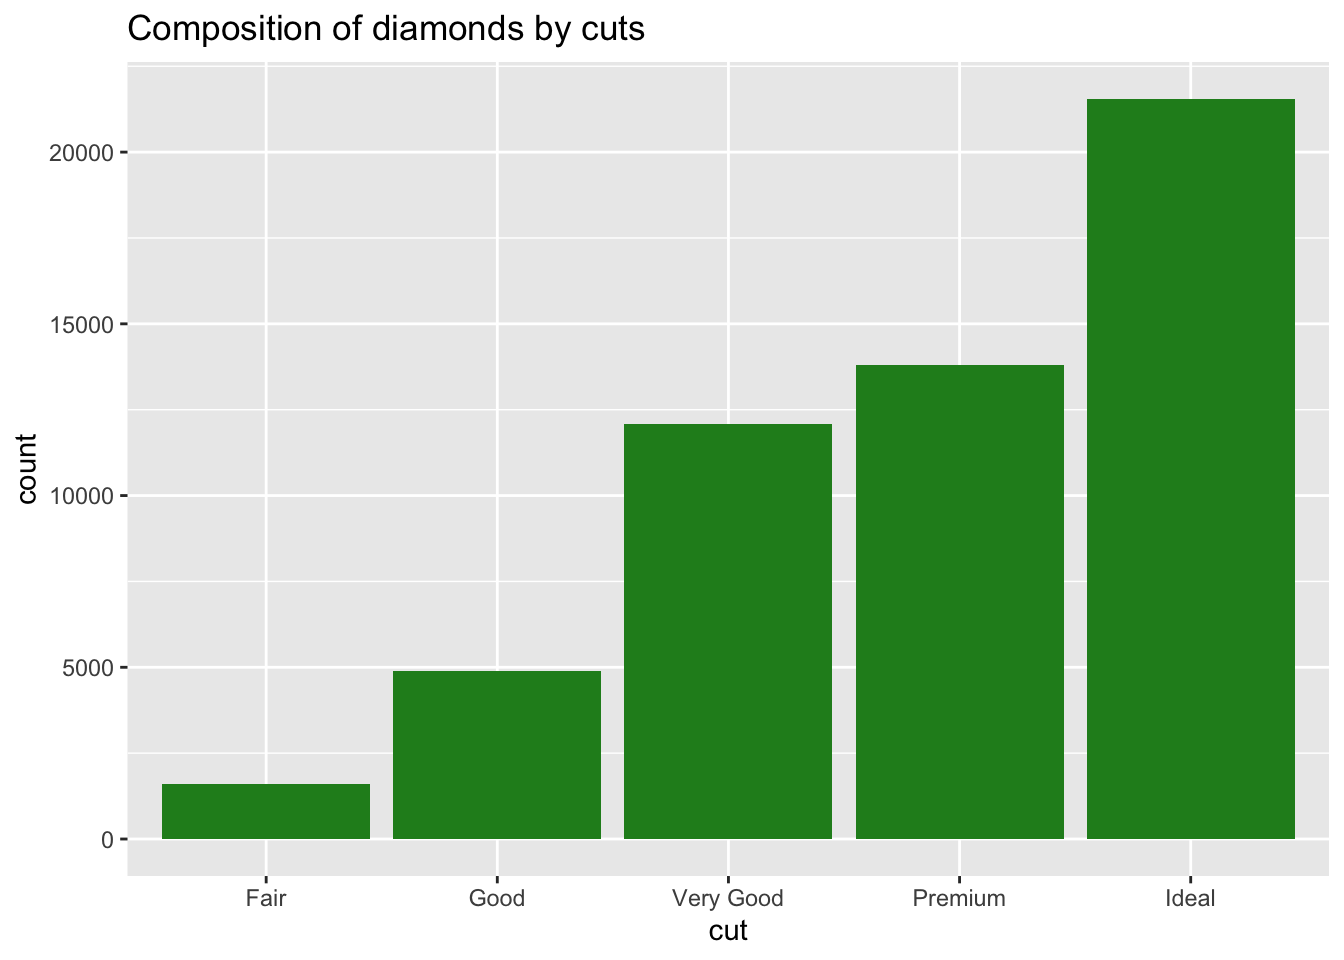 Composition of diamonds by cuts
count
20000
15000
10000
5000
0
Fair Good Very Good Premium Ideal
cut